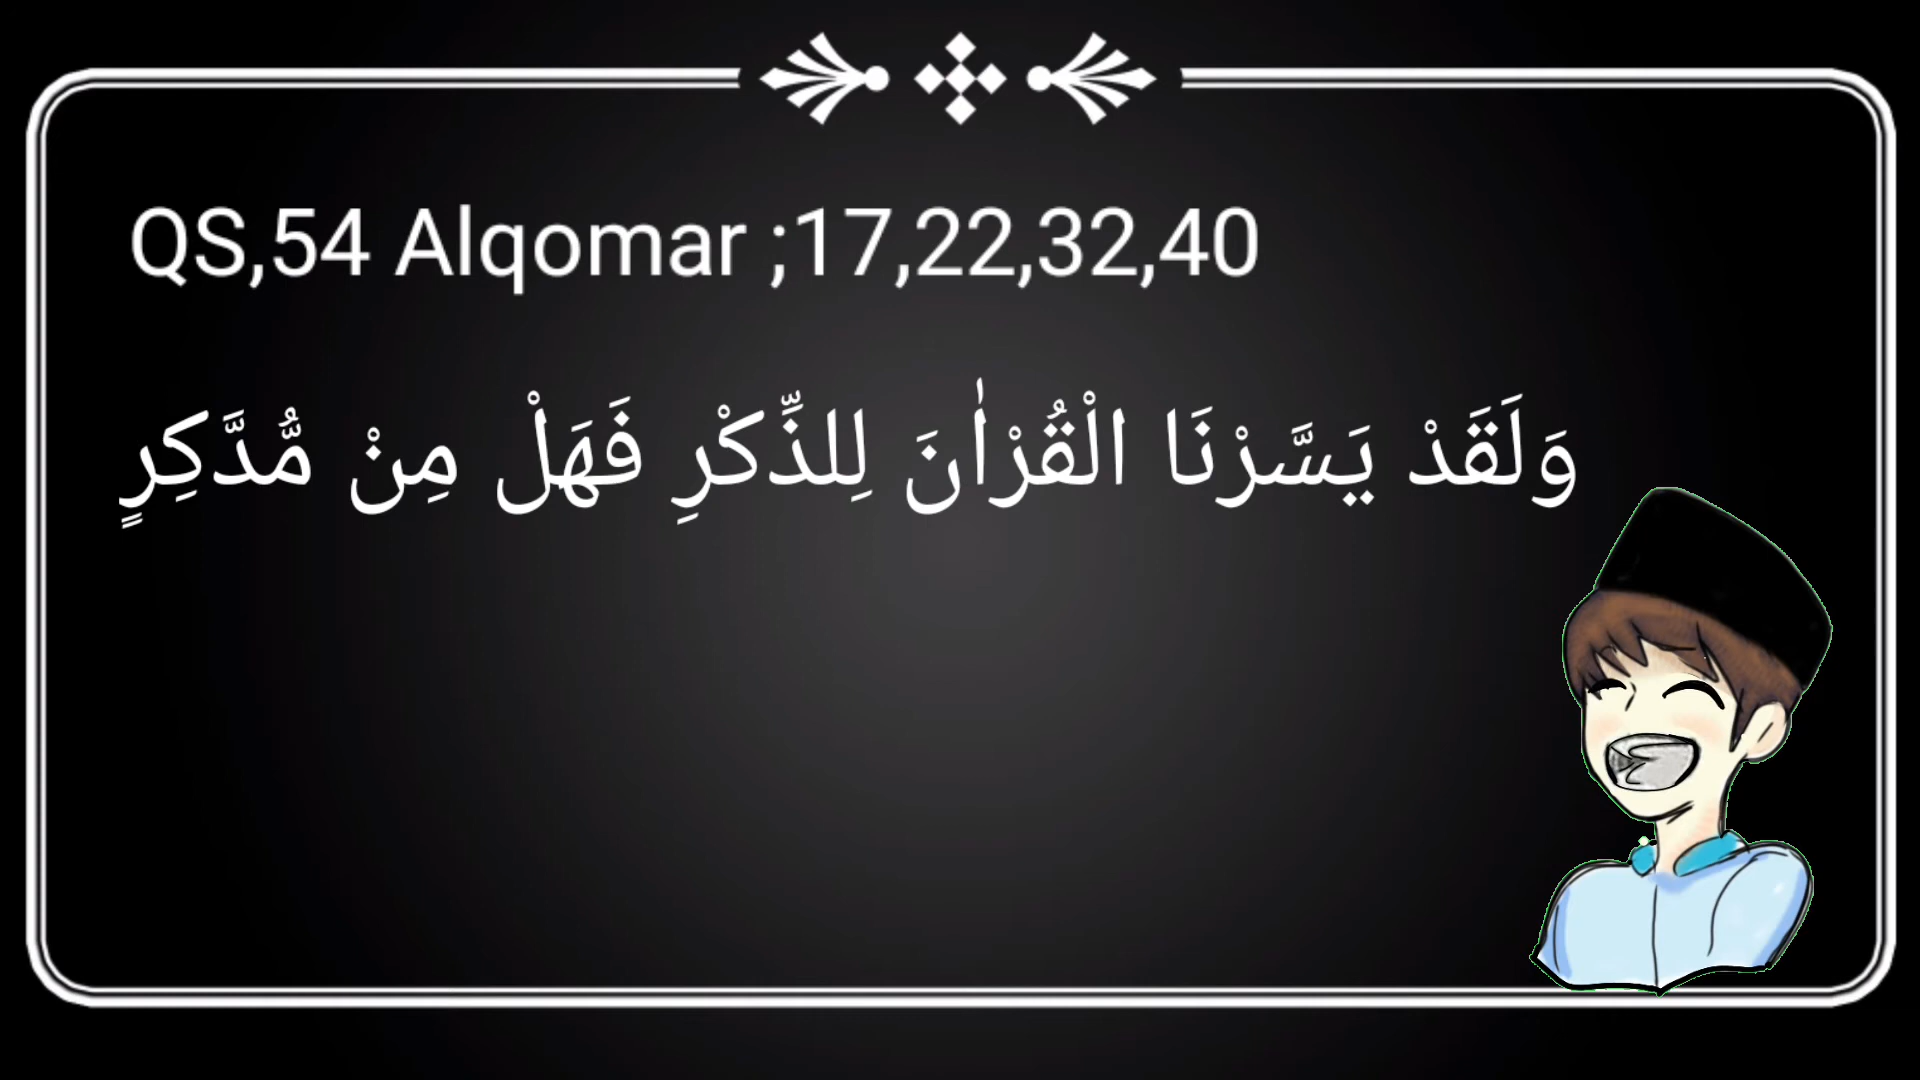 QS,54 Alqomar ;17,22,32,40
وَلَقَدْ يَسَّرْنَا الْقُرْاٰنَ لِلذِّكْرِ فَهَلْ مِنْ مُّدَّكِرٍ